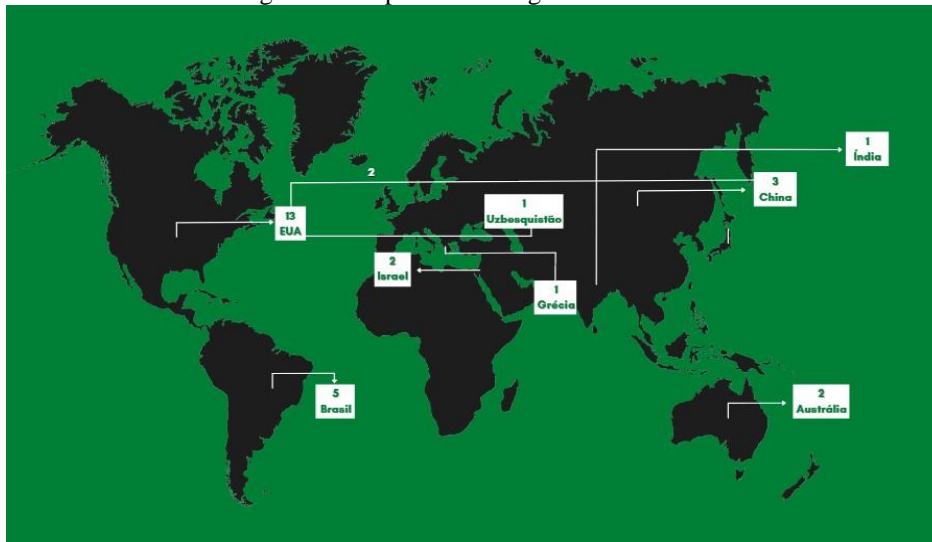 2
1
Índia
3
China
1
Uzbesquistão
13
EUA
2
Israel
1
Grécia
5
Brasil
2
Austrália